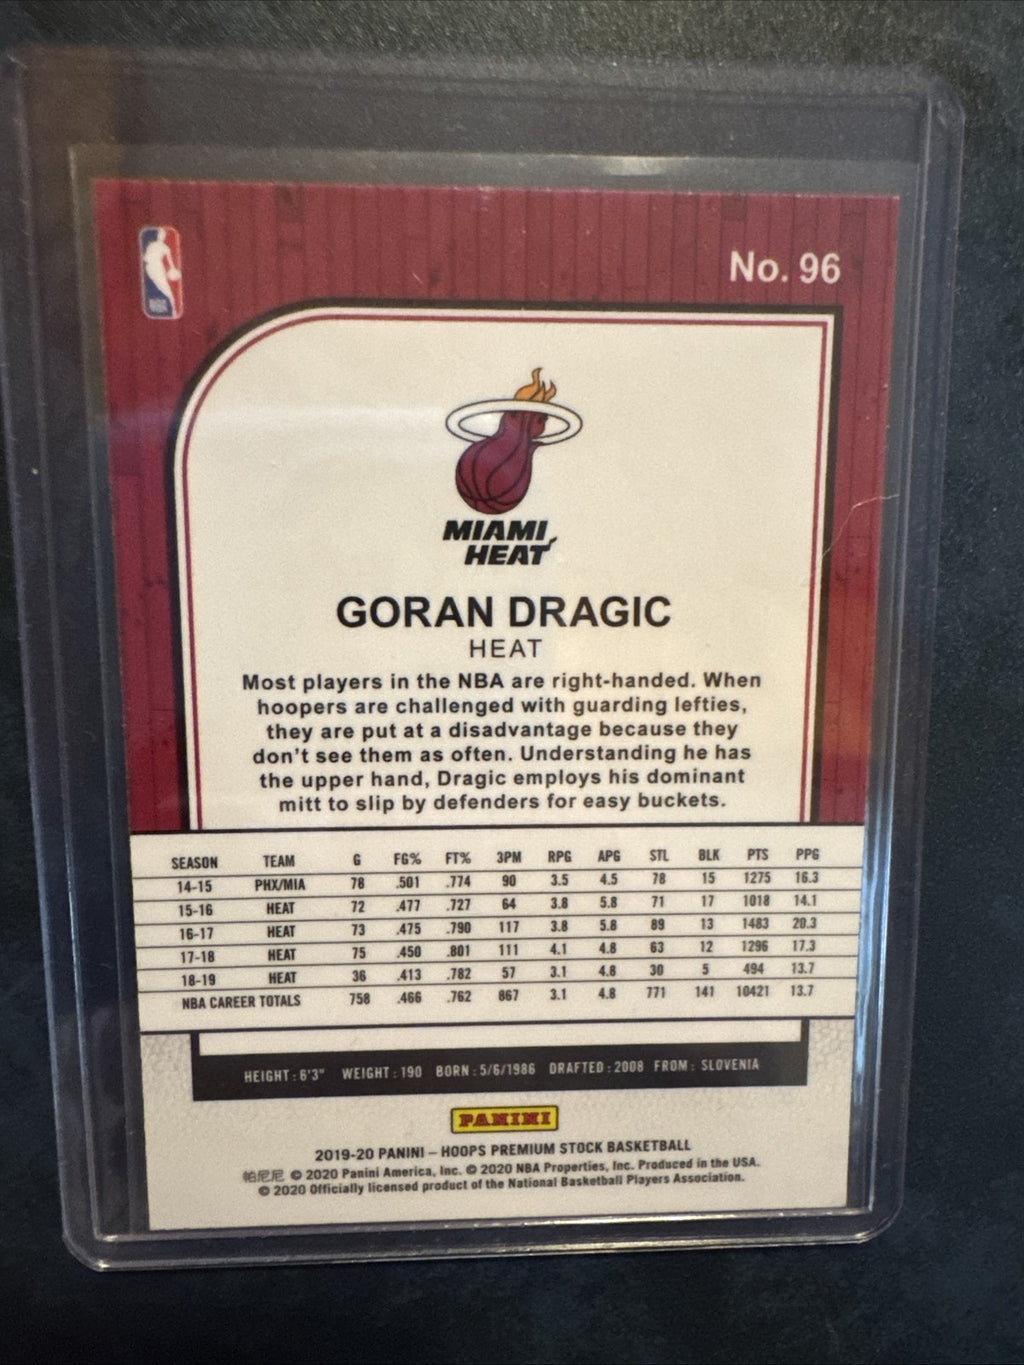 No. 96
NBA
MIAMI
HEAT
GORAN DRAGIC
HEAT
Most players in the NBA are right-handed. When
hoopers are challenged with guarding lefties,
they are put at a disadvantage because they
don't see them as often. Understanding he has
the upper hand, Dragic employs his dominant
mitt to slip by defenders for easy buckets.
SEASON TEAM G FG% FT% 3PM RPG APG STL BLK PTS PPG
14-15 PHX/MIA 78 .501 .774 90 3.5 4.5 78 15 1275 16.3
15-16 HEAT 72 .477 .727 64 3.8 5.8 71 17 1018 14.1
16-17 HEAT 73 .475 .790 117 3.8 5.8 89 13 1483 20.3
17-18 HEAT 75 .450 .801 111 4.1 4.8 63 12 1296 17.3
18-19 HEAT 36 .413 .782 57 3.1 4.8 30 5 494 13.7
NBA CAREER TOTALS 758 .466 .762 867 3.1 4.8 771 141 10421 13.7
HEIGHT : 6'3" WEIGHT : 190 BORN : 5/6/1986 DRAFTED : 2008 FROM : SLOVENIA
PANINI
2019-20 PANINI – HOOPS PREMIUM STOCK BASKETBALL
帕尼尼 © 2020 Panini America, Inc. © 2020 NBA Properties, Inc. Produced in the USA.
© 2020 Officially licensed product of the National Basketball Players Association.